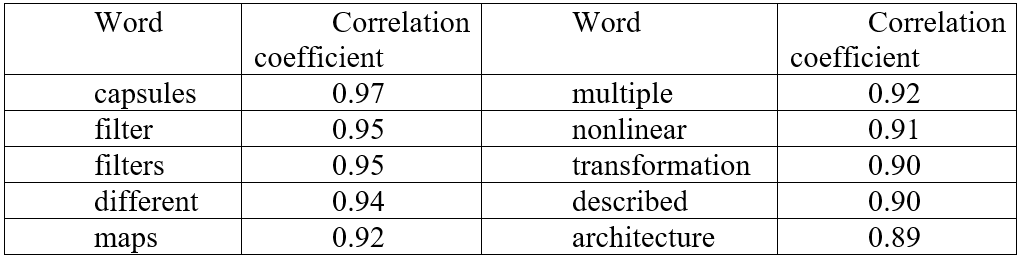 Word Correlation coefficient Word Correlation coefficient
capsules 0.97 multiple 0.92
filter 0.95 nonlinear 0.91
filters 0.95 transformation 0.90
different 0.94 described 0.90
maps 0.92 architecture 0.89